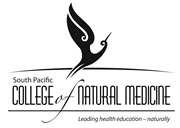 South Pacific
COLLEGE of NATURAL MEDICINE
Leading health education – naturally